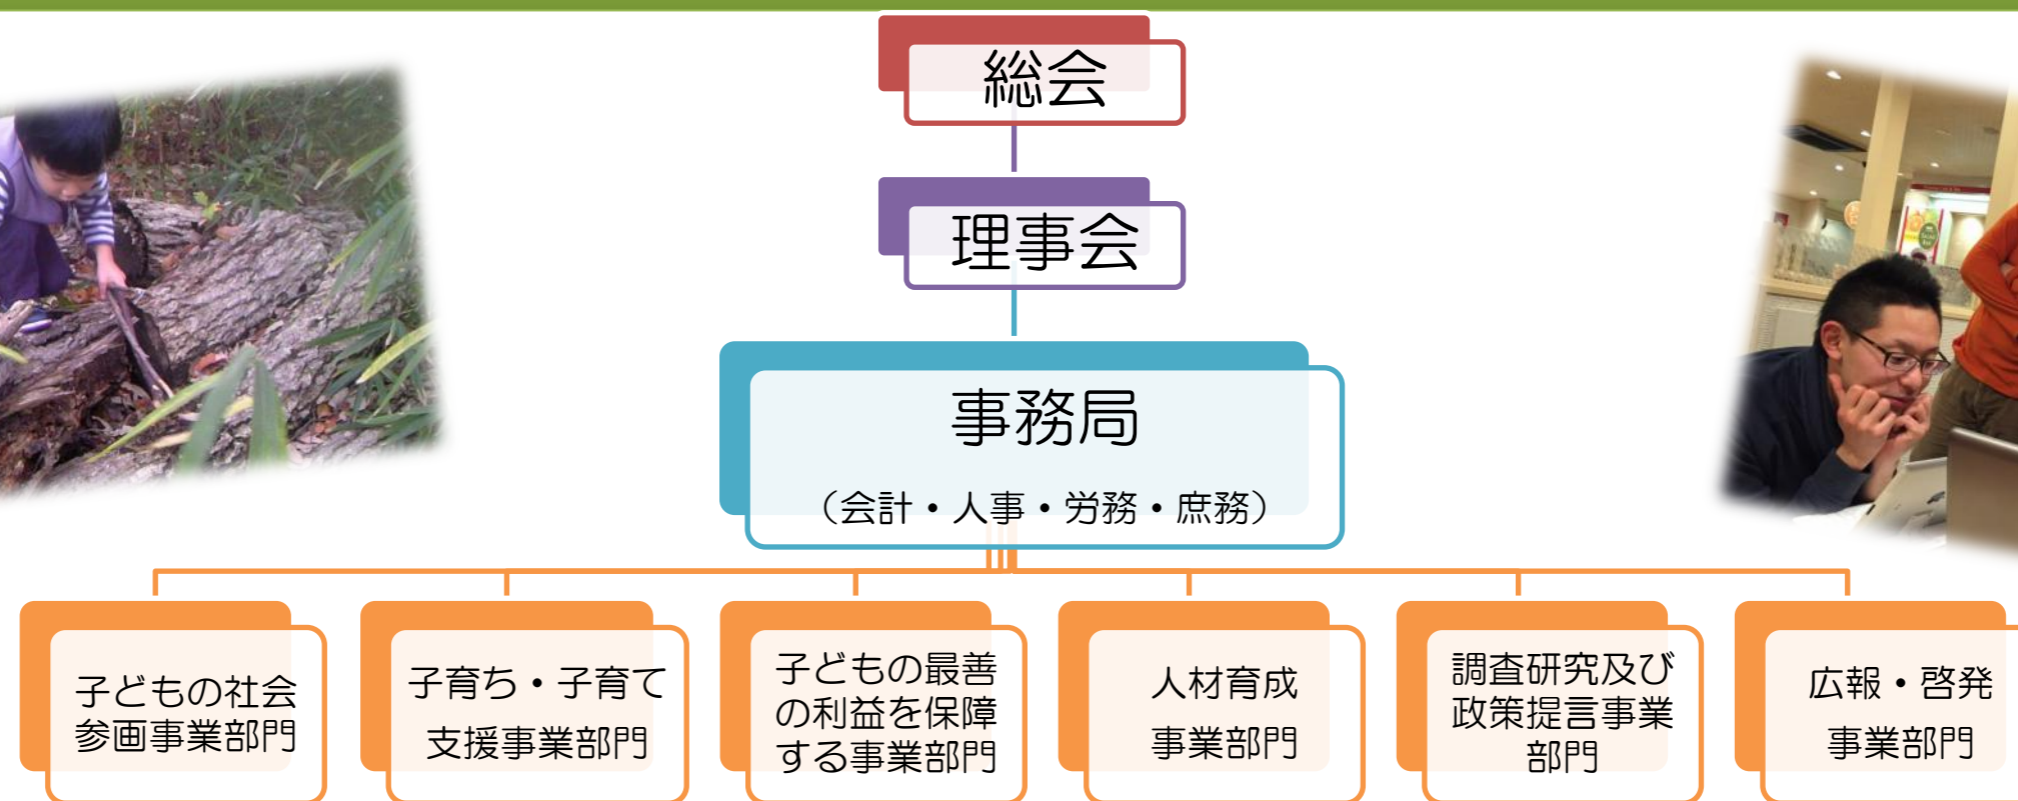 総会
理事会
事務局
（会計・人事・労務・庶務）
子どもの社会
参画事業部門
子育ち・子育て
支援事業部門
子どもの最善
の利益を保障
する事業部門
人材育成
事業部門
調査研究及び
政策提言事業
部門
広報・啓発
事業部門